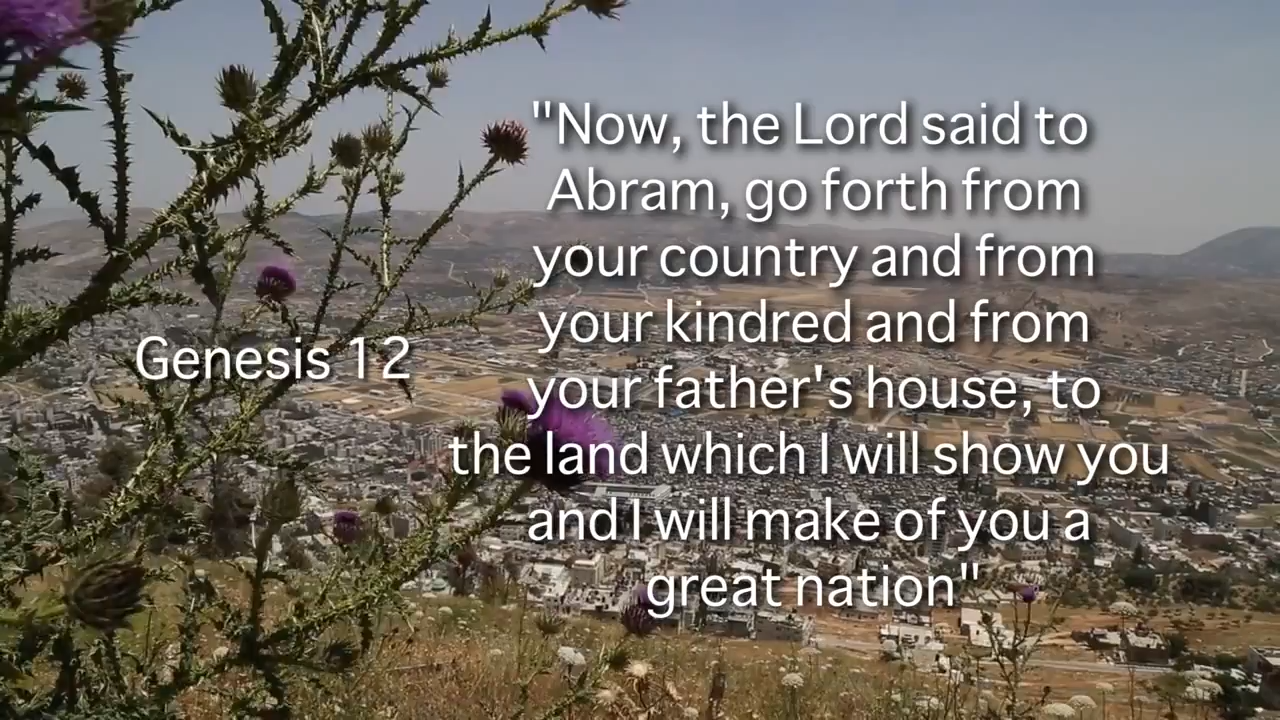 Genesis 12
"Now, the Lord said to
Abram, go forth from
your country and from
your kindred and from
your father's house, to
the land which I will show you
and I will make of you a
great nation"